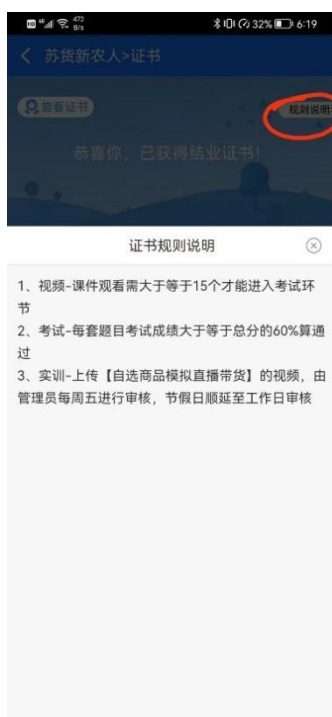 HD 46 472 B/s 32% 6:19
苏货新农人>证书
查看证书
规则说明
恭喜你，已获得结业证书！
证书规则说明
1、视频-课件观看需大于等于15个才能进入考试环
节
2、考试-每套题目考试成绩大于等于总分的60%算通
过
3、实训-上传【自选商品模拟直播带货】的视频，由
管理员每周五进行审核，节假日顺延至工作日审核